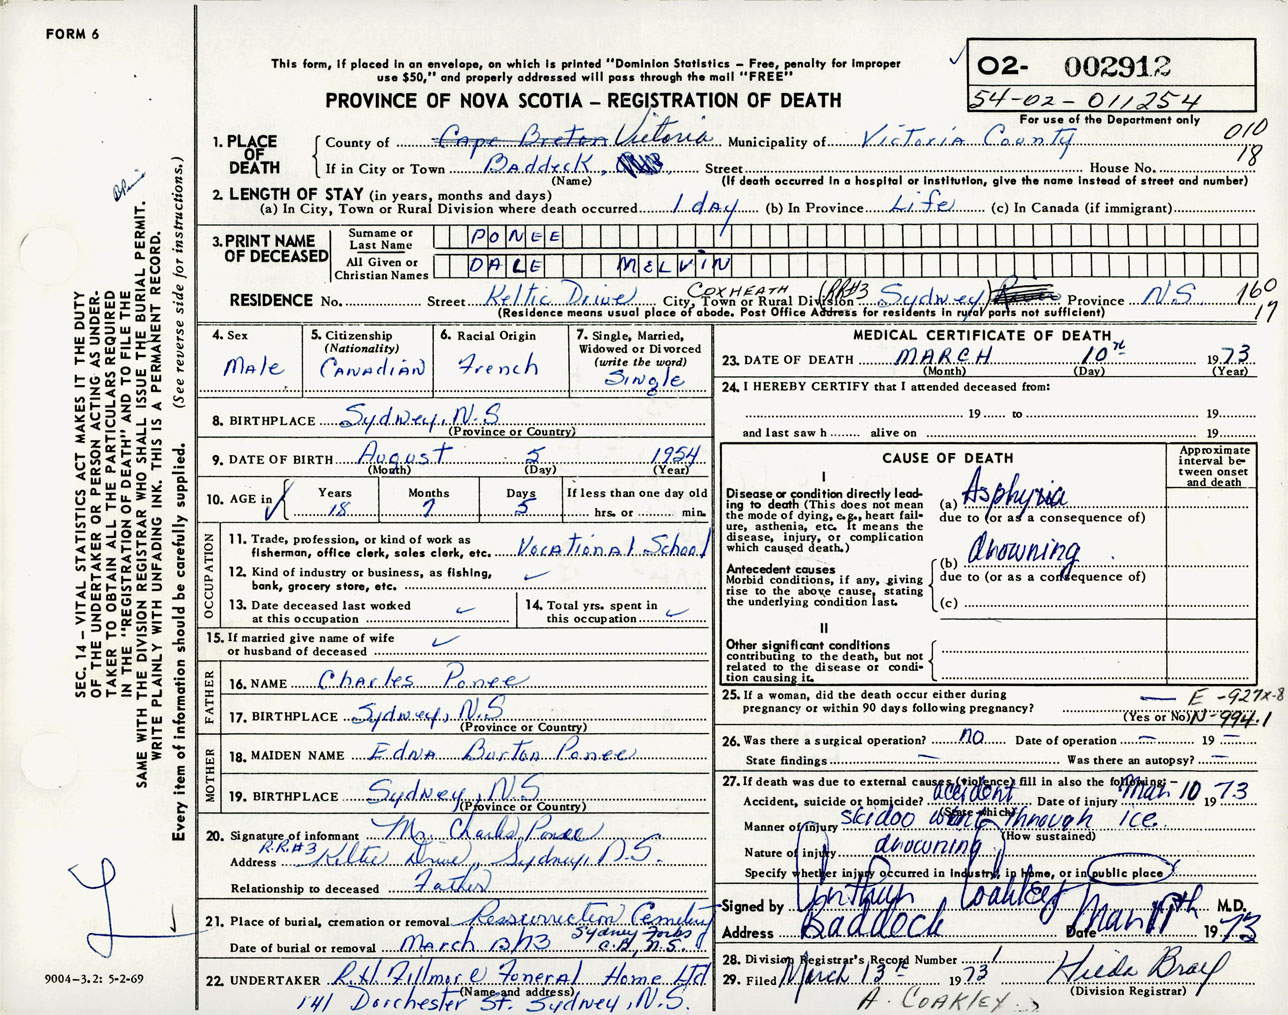 FORM 6
This form, if placed in an envelope, on which is printed "Dominion Statistics – Free, penalty for improper
use $50," and properly addressed will pass through the mail "FREE"
PROVINCE OF NOVA SCOTIA – REGISTRATION OF DEATH
✓ 02- 002912
54-02-011254
For use of the Department only
010
18
1. PLACE OF DEATH
County of Cape Breton Victoria Municipality of Victoria County
If in City or Town Baddeck, Street House No.
(Name) (If death occurred in a hospital or institution, give the name instead of street and number)
2. LENGTH OF STAY (in years, months and days)
(a) In City, Town or Rural Division where death occurred 1 day (b) In Province Life (c) In Canada (if immigrant)
3. PRINT NAME OF DECEASED
Surname or Last Name PONEE
All Given or Christian Names DALE MELVIN
RESIDENCE No. Street Keltic Drive City, Town or Rural Division COXHEATH (RR#3 Sydney) Province N.S. 160
(Residence means usual place of abode. Post Office Address for residents in rural parts not sufficient) 17
4. Sex Male
5. Citizenship (Nationality) CANADIAN
6. Racial Origin French
7. Single, Married, Widowed or Divorced (write the word) Single
8. BIRTHPLACE Sydney, N.S
(Province or Country)
9. DATE OF BIRTH August 5 1954
(Month) (Day) (Year)
10. AGE in ✓ Years 18 Months 7 Days 5 If less than one day old
hrs. or min.
OCCUPATION
11. Trade, profession, or kind of work as fisherman, office clerk, sales clerk, etc. Vocational School
12. Kind of industry or business, as fishing, bank, grocery store, etc. ✓
13. Date deceased last worked at this occupation ✓
14. Total yrs. spent in this occupation ✓
15. If married give name of wife or husband of deceased ✓
FATHER
16. NAME Charles Ponee
17. BIRTHPLACE Sydney, N.S
(Province or Country)
MOTHER
18. MAIDEN NAME Edna Burton Ponee
19. BIRTHPLACE Sydney, N.S
(Province or Country)
20. Signature of informant Mr. Charles Ponee
Address R.R#3 Keltic Drive, Sydney, N.S.
Relationship to deceased Father
21. Place of burial, cremation or removal Ressurrection Cemetery
Sydney Forks
Date of burial or removal March 13/73 C.B., N.S.
22. UNDERTAKER R.H. Fillmore Funeral Home Ltd
(Name and address)
141 Dorchester St. Sydney, N.S.
MEDICAL CERTIFICATE OF DEATH
23. DATE OF DEATH MARCH 10th 1973
(Month) (Day) (Year)
24. I HEREBY CERTIFY that I attended deceased from:
19 to 19
and last saw h alive on 19
CAUSE OF DEATH
Approximate interval between onset and death
I
Disease or condition directly leading to death (This does not mean the mode of dying, e.g., heart failure, asthenia, etc. It means the disease, injury, or complication which caused death.)
(a) Asphyxia
due to (or as a consequence of)
Antecedent causes
Morbid conditions, if any, giving rise to the above cause, stating the underlying condition last.
(b) drowning
due to (or as a consequence of)
(c)
II
Other significant conditions
contributing to the death, but not related to the disease or condition causing it.
25. If a woman, did the death occur either during pregnancy or within 90 days following pregnancy? —
(Yes or No)
E-927X-8
N-994.1
26. Was there a surgical operation? no Date of operation — 19 —
State findings — Was there an autopsy? —
27. If death was due to external causes (violence) fill in also the following:–
Accident, suicide or homicide? accident Date of injury Mar 10 1973
(State which)
Manner of injury skidoo went through ice.
(How sustained)
Nature of injury drowning
Specify whether injury occurred in Industry, in Home, or in public place
Signed by Coakley M.D.
Address Baddeck Date Mar 11th 1973
28. Division Registrar's Record Number 1
29. Filed March 13th 1973 Hilda Bray
(Division Registrar)
A. COAKLEY
SEC. 14 – VITAL STATISTICS ACT MAKES IT THE DUTY
OF THE UNDERTAKER OR PERSON ACTING AS UNDER-
TAKER TO OBTAIN ALL THE PARTICULARS REQUIRED
IN THE "REGISTRATION OF DEATH" AND TO FILE THE
SAME WITH THE DIVISION REGISTRAR WHO SHALL ISSUE THE BURIAL PERMIT.
WRITE PLAINLY WITH UNFADING INK. THIS IS A PERMANENT RECORD.
Every item of information should be carefully supplied. (See reverse side for instructions.)
9004–3.2: 5-2-69